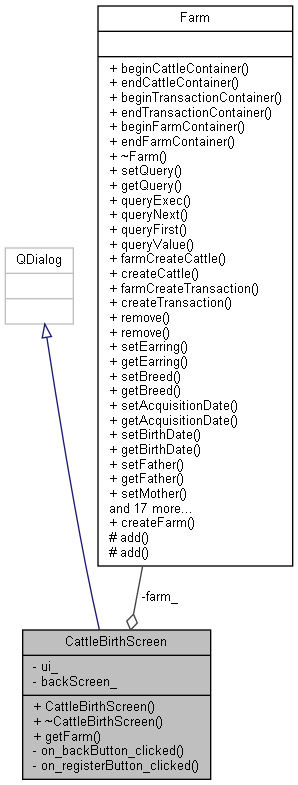 Farm
+ beginCattleContainer()
+ endCattleContainer()
+ beginTransactionContainer()
+ endTransactionContainer()
+ beginFarmContainer()
+ endFarmContainer()
+ ~Farm()
+ setQuery()
+ getQuery()
+ queryExec()
+ queryNext()
+ queryFirst()
+ queryValue()
+ farmCreateCattle()
+ createCattle()
+ farmCreateTransaction()
+ createTransaction()
+ remove()
+ remove()
+ setEarring()
+ getEarring()
+ setBreed()
+ getBreed()
+ setAcquisitionDate()
+ getAcquisitionDate()
+ setBirthDate()
+ getBirthDate()
+ setFather()
+ getFather()
+ setMother()
and 17 more...
+ createFarm()
# add()
# add()
QDialog
-farm_
CattleBirthScreen
- ui_
- backScreen_
+ CattleBirthScreen()
+ ~CattleBirthScreen()
+ getFarm()
- on_backButton_clicked()
- on_registerButton_clicked()